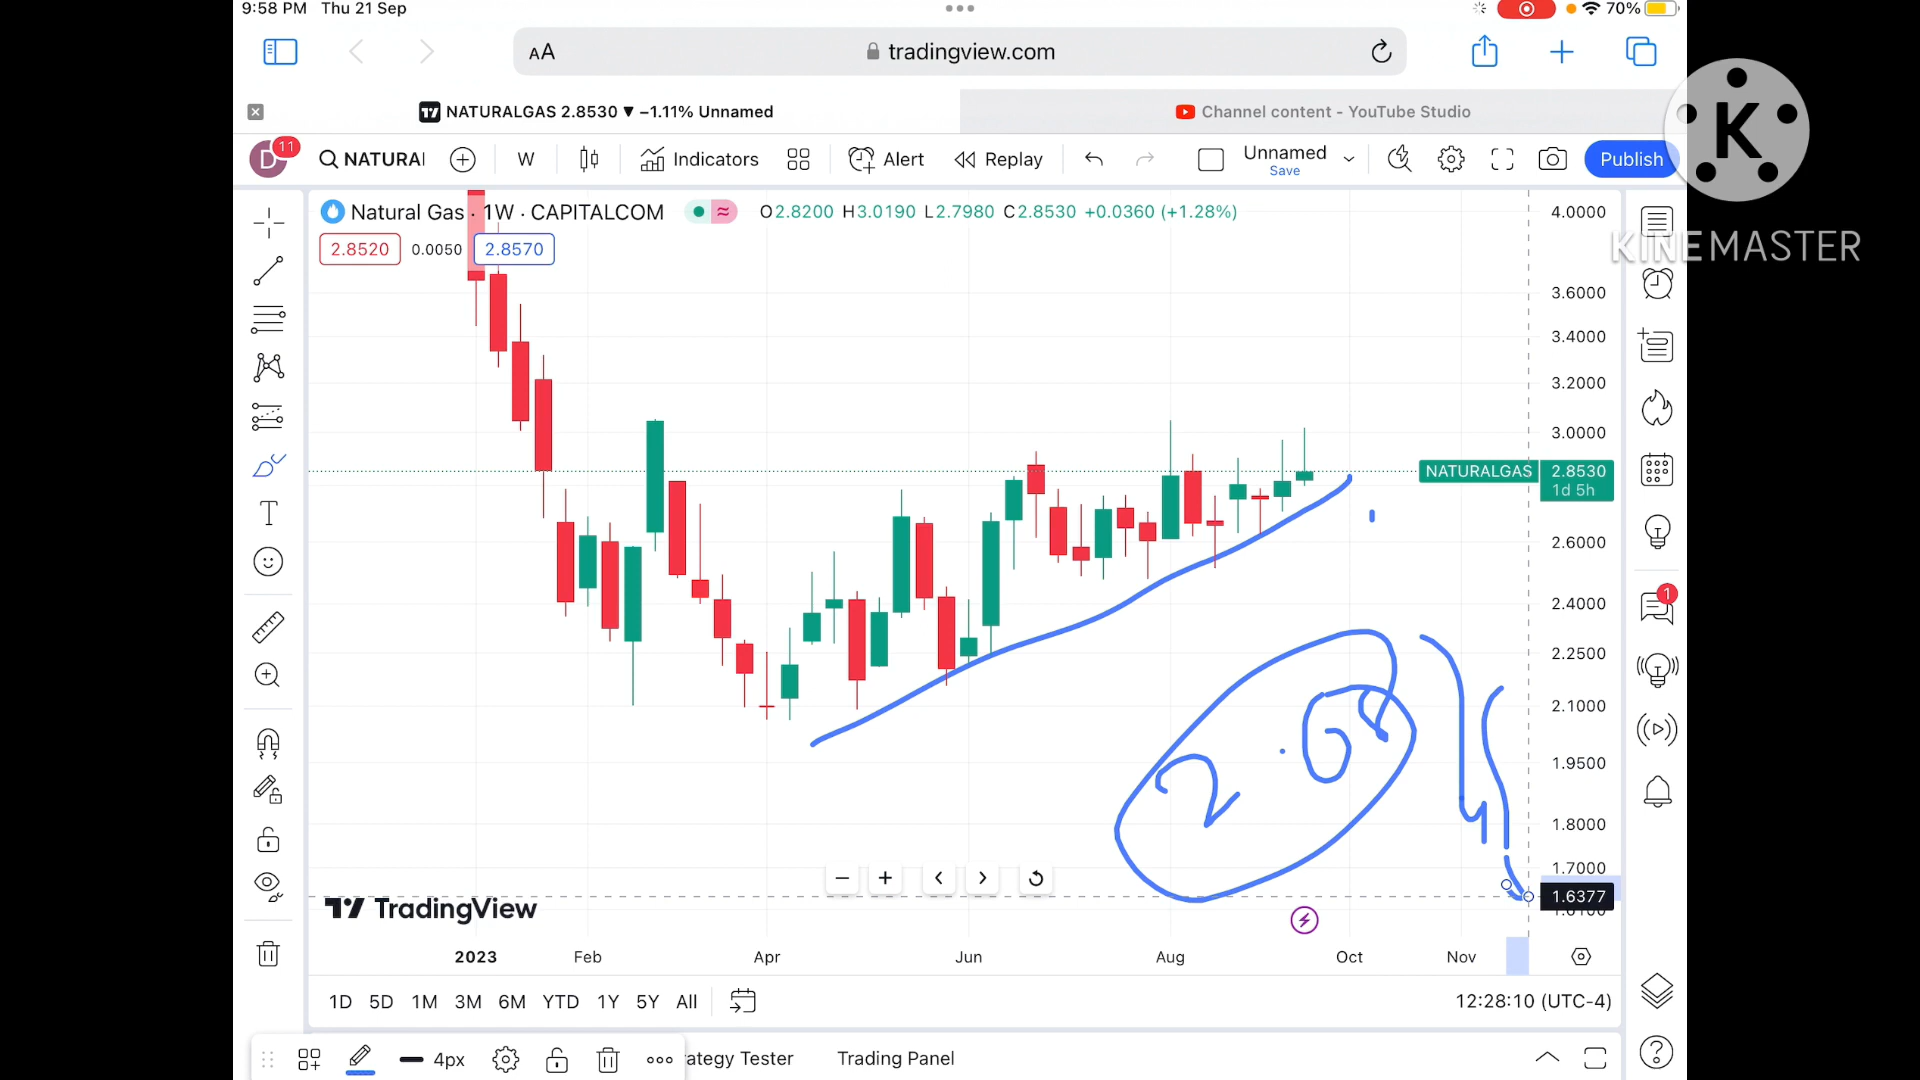 9:58 PM Thu 21 Sep
70%
AA
tradingview.com
NATURALGAS 2.8530 ▼ −1.11% Unnamed
Channel content - YouTube Studio
K
KINEMASTER
D
11
NATURAL
W
Indicators
Alert
Replay
Unnamed
Save
Publish
Natural Gas · 1W · CAPITALCOM
O2.8200 H3.0190 L2.7980 C2.8530 +0.0360 (+1.28%)
2.8520
0.0050
2.8570
4.0000
3.6000
3.4000
3.2000
3.0000
NATURALGAS
2.8530
1d 5h
2.6000
2.4000
2.2500
2.1000
1.9500
1.8000
1.7000
1.6377
1
TradingView
2023
Feb
Apr
Jun
Aug
Oct
Nov
1D
5D
1M
3M
6M
YTD
1Y
5Y
All
12:28:10 (UTC-4)
4px
rategy Tester
Trading Panel